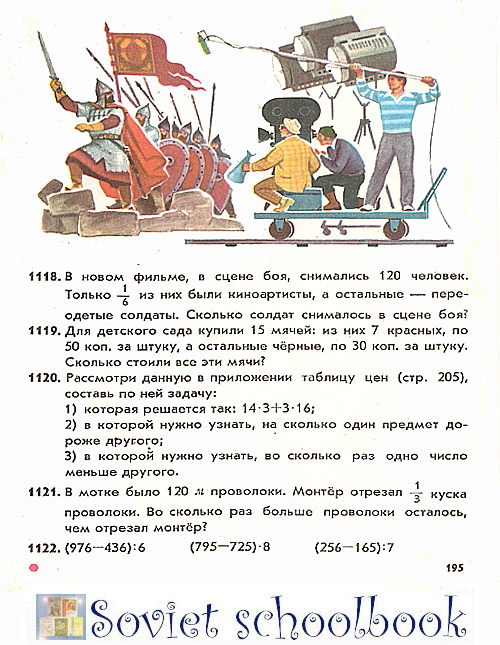 1118. В новом фильме, в сцене боя, снимались 120 человек.
Только 1/6 из них были киноартисты, а остальные — пере-
одетые солдаты. Сколько солдат снималось в сцене боя?
1119. Для детского сада купили 15 мячей: из них 7 красных, по
50 коп. за штуку, а остальные чёрные, по 30 коп. за штуку.
Сколько стоили все эти мячи?
1120. Рассмотри данную в приложении таблицу цен (стр. 205),
составь по ней задачу:
1) которая решается так: 14·3+3·16;
2) в которой нужно узнать, на сколько один предмет до-
роже другого;
3) в которой нужно узнать, во сколько раз одно число
меньше другого.
1121. В мотке было 120 м проволоки. Монтёр отрезал 1/3 куска
проволоки. Во сколько раз больше проволоки осталось,
чем отрезал монтёр?
1122. (976—436):6 (795—725)·8 (256—165):7
195
Soviet schoolbook